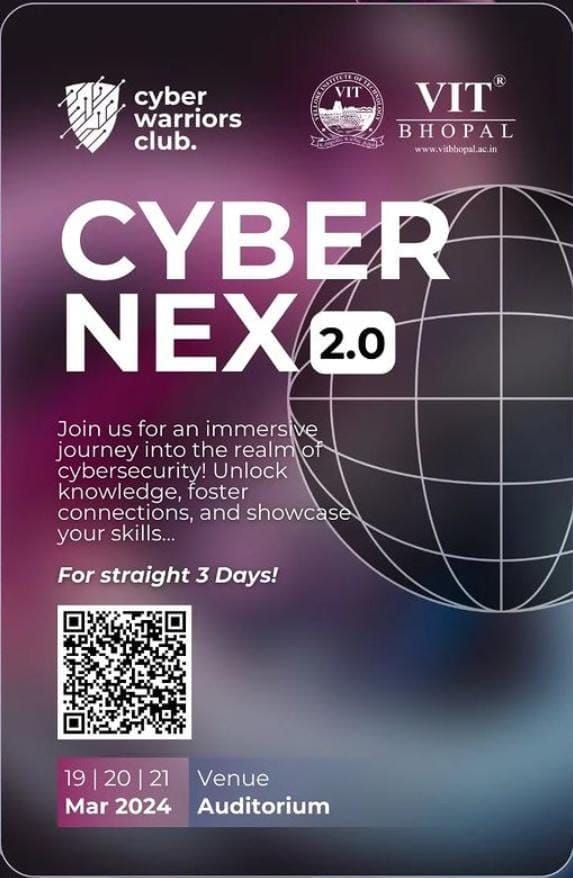 cyber
warriors
club.
VIT
VIT®
BHOPAL
www.vitbhopal.ac.in
CYBER
NEX 2.0
Join us for an immersive
journey into the realm of
cybersecurity! Unlock
knowledge, foster
connections, and showcase
your skills...
For straight 3 Days!
19 | 20 | 21
Mar 2024
Venue
Auditorium